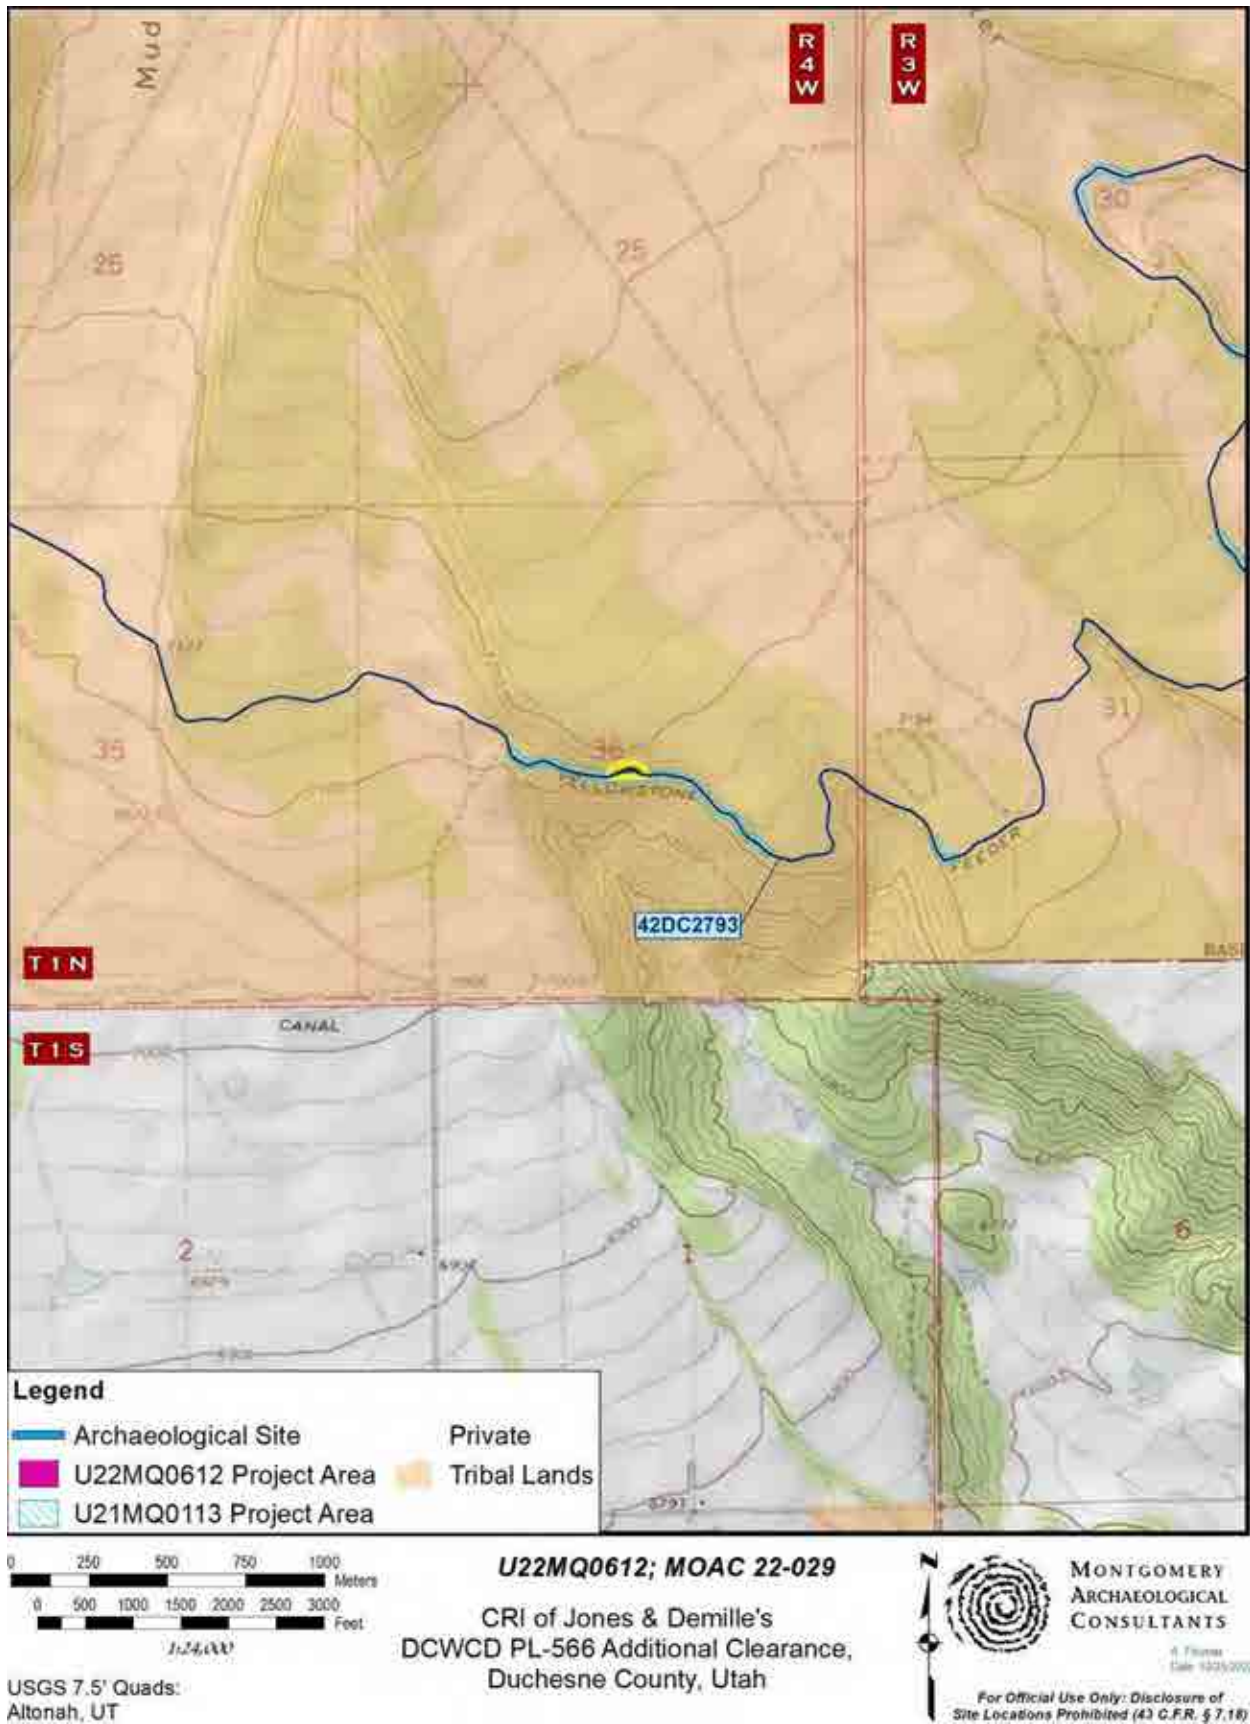 Mud
R
4
W
R
3
W
30
26
25
35
36
31
YELLOWSTONE
FEEDER
42DC2793
T1N
T1S
CANAL
2
1
6
Legend
Archaeological Site
Private
U22MQ0612 Project Area
Tribal Lands
U21MQ0113 Project Area
0 250 500 750 1000
Meters
0 500 1000 1500 2000 2500 3000
Feet
1:24,000
USGS 7.5' Quads:
Altonah, UT
U22MQ0612; MOAC 22-029
CRI of Jones & Demille's
DCWCD PL-566 Additional Clearance,
Duchesne County, Utah
N
MONTGOMERY
ARCHAEOLOGICAL
CONSULTANTS
For Official Use Only: Disclosure of
Site Locations Prohibited (43 C.F.R. § 7.18)